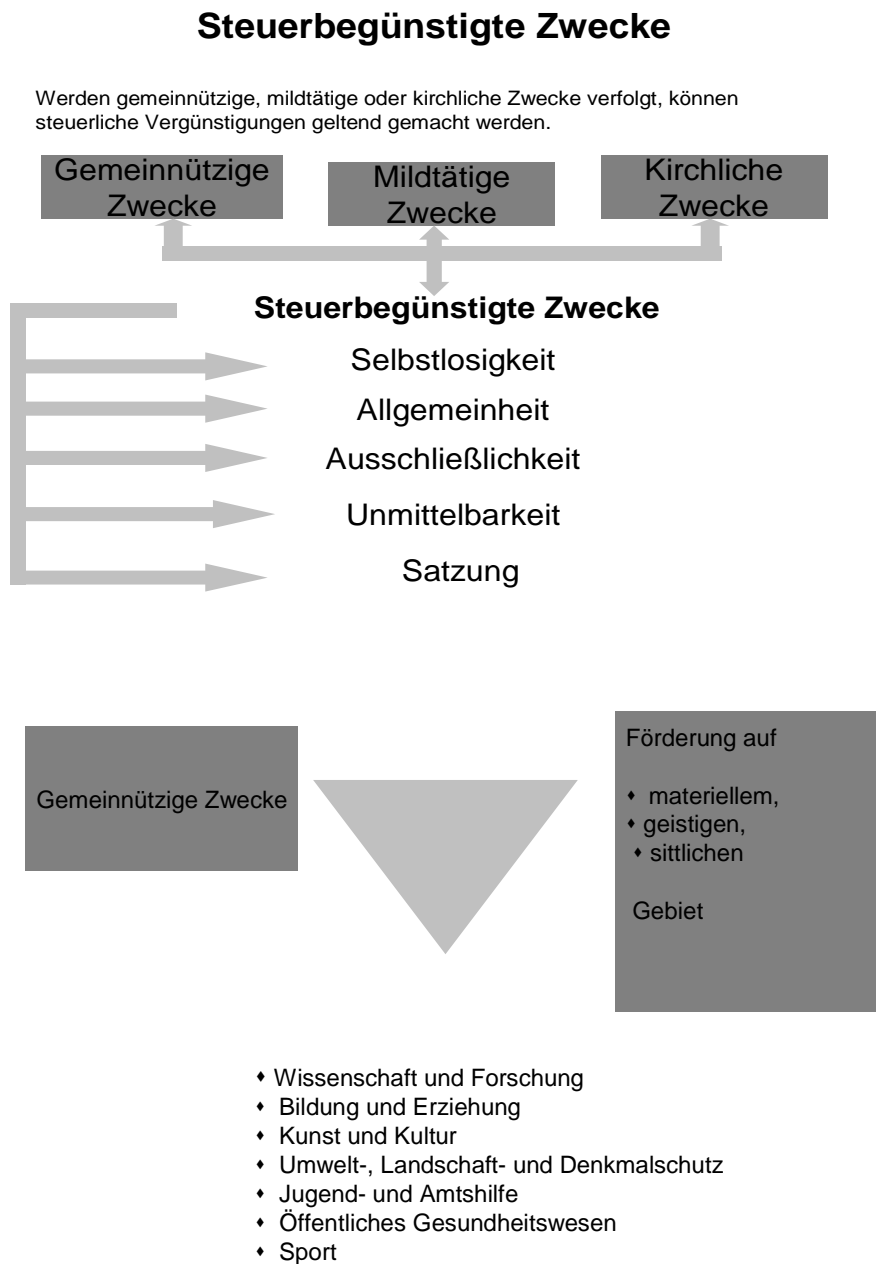 Steuerbegünstigte Zwecke
Werden gemeinnützige, mildtätige oder kirchliche Zwecke verfolgt, können
steuerliche Vergünstigungen geltend gemacht werden.
Gemeinnützige
Zwecke
Mildtätige
Zwecke
Kirchliche
Zwecke
Steuerbegünstigte Zwecke
Selbstlosigkeit
Allgemeinheit
Ausschließlichkeit
Unmittelbarkeit
Satzung
Gemeinnützige Zwecke
Förderung auf
♦ materiellem,
♦ geistigen,
♦ sittlichen
Gebiet
♦ Wissenschaft und Forschung
♦ Bildung und Erziehung
♦ Kunst und Kultur
♦ Umwelt-, Landschaft- und Denkmalschutz
♦ Jugend- und Amtshilfe
♦ Öffentliches Gesundheitswesen
♦ Sport